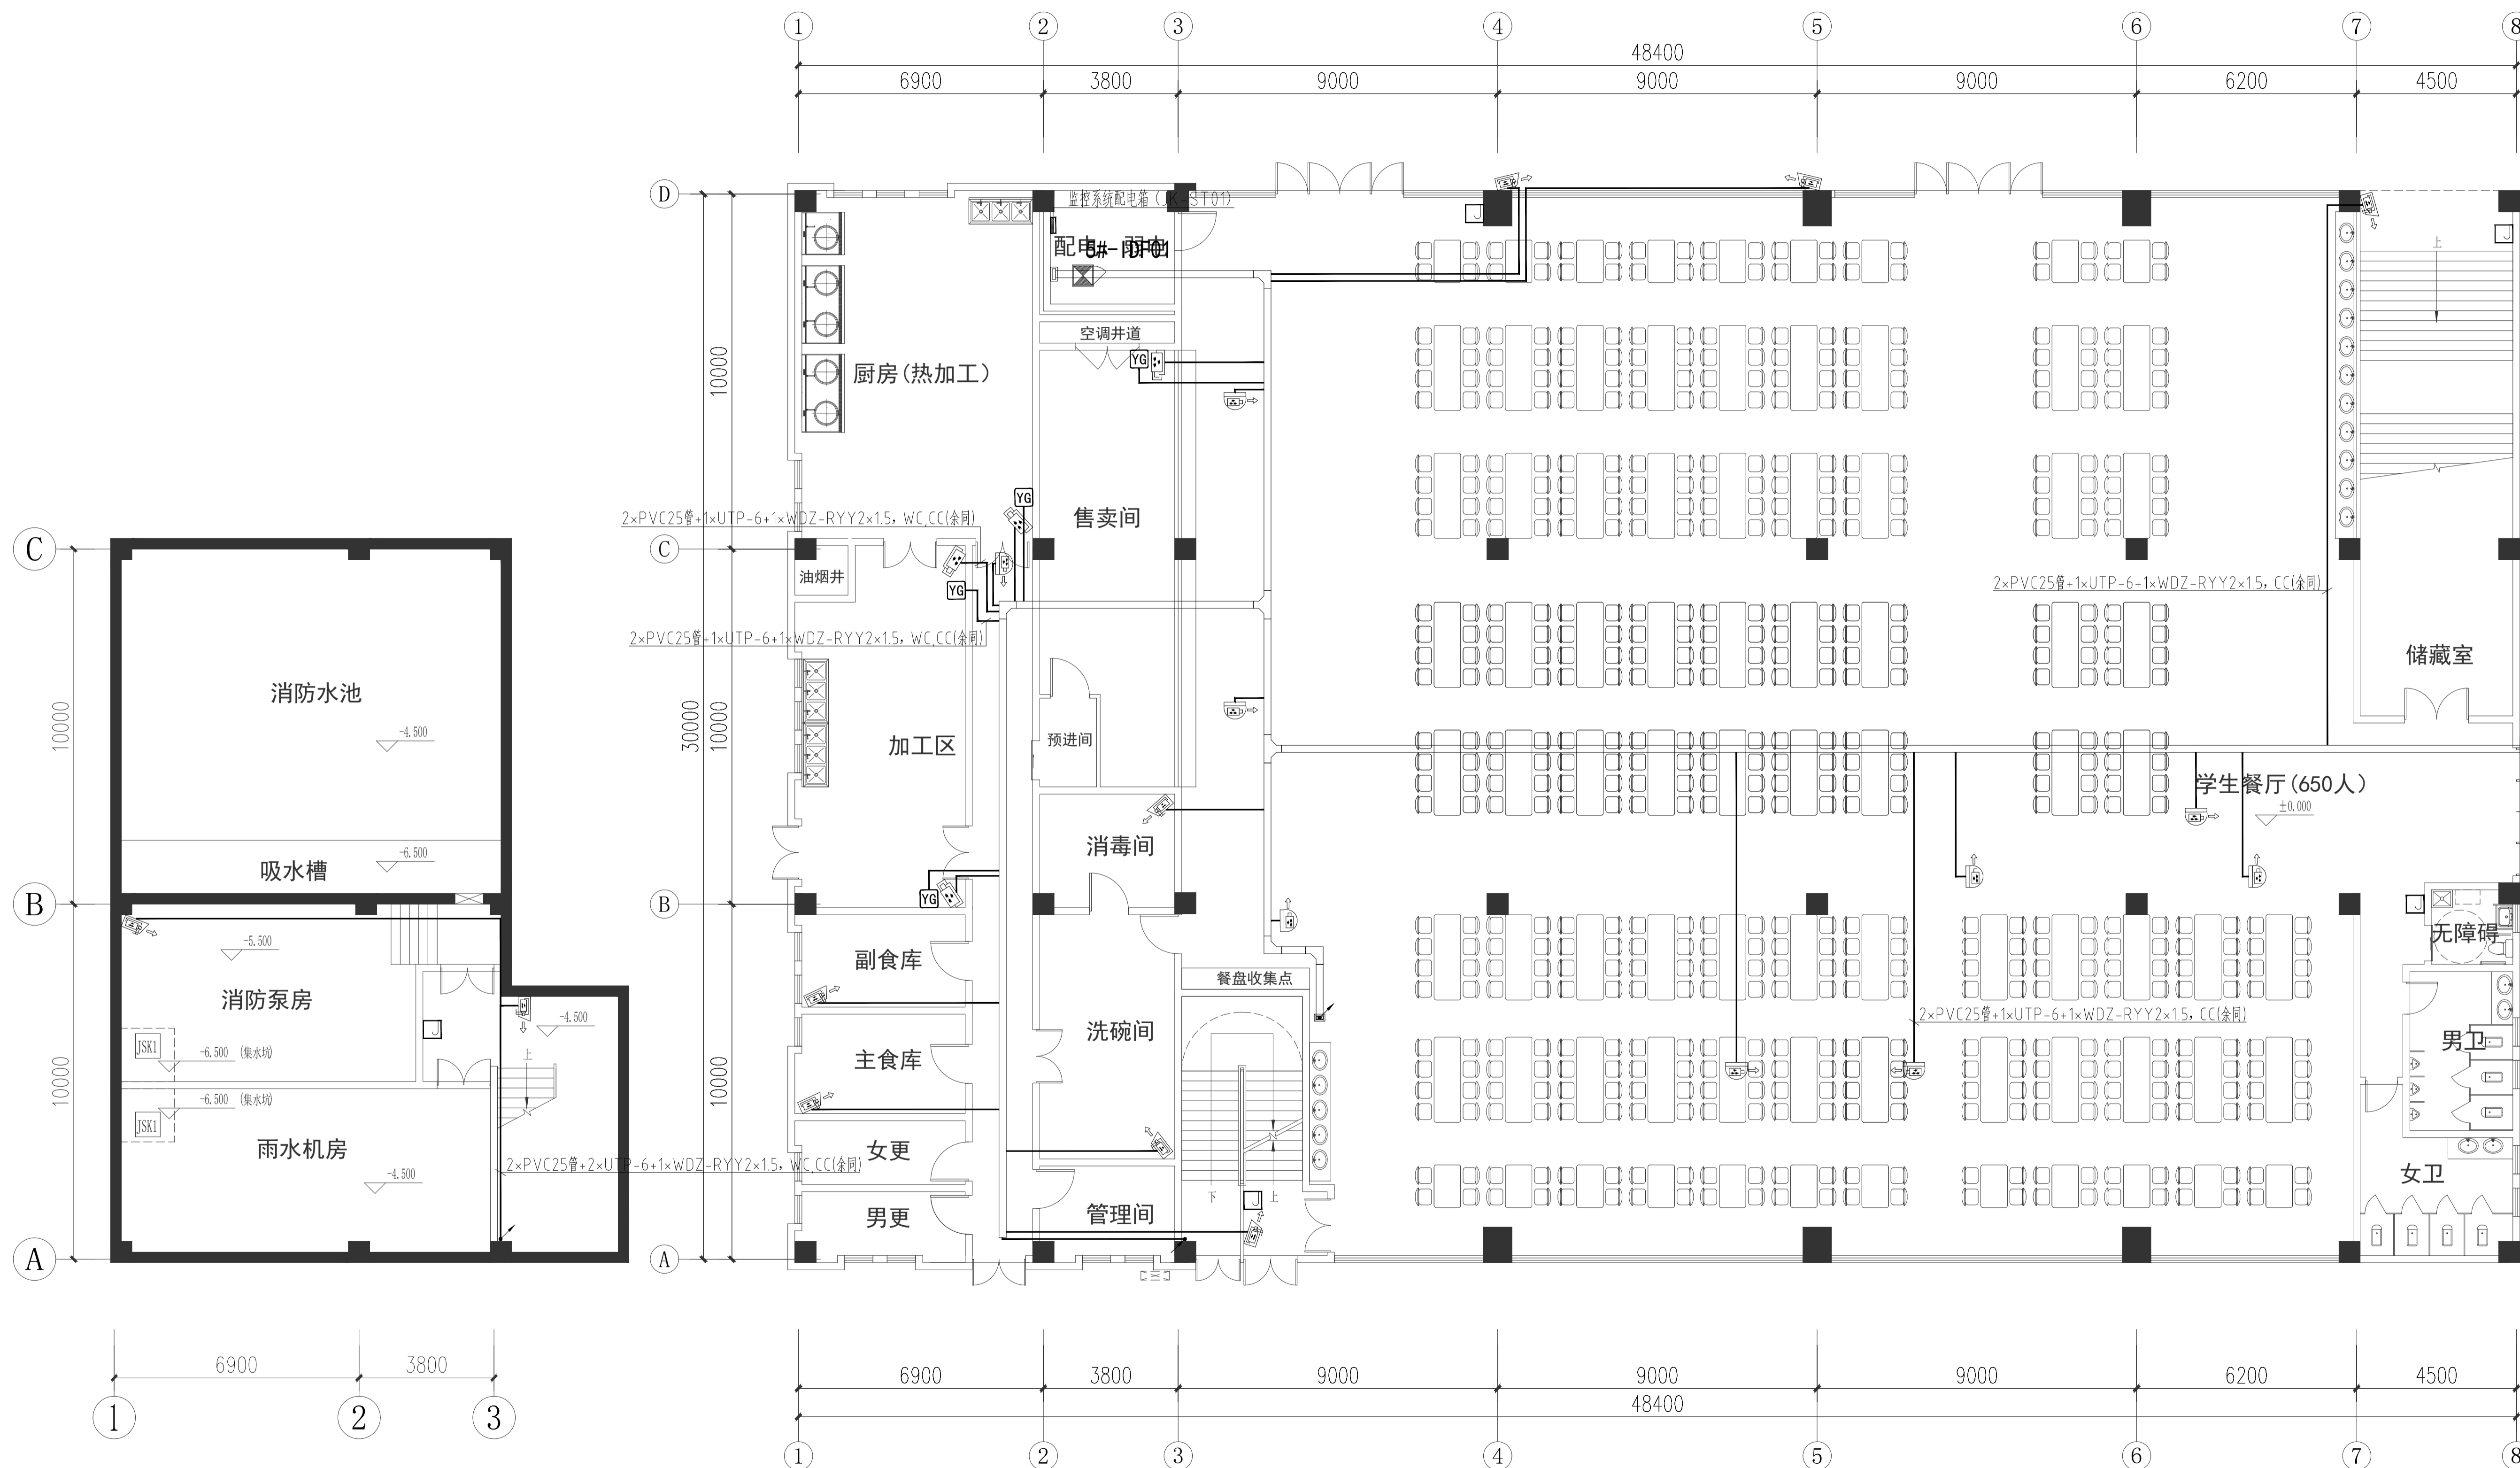 1
2
3
4
5
6
7
8
48400
6900
3800
9000
9000
9000
6200
4500
D
监控系统配电箱(JK-ST01)
配电、弱电
5#-IDF01
J
J
上
空调井道
YG
厨房(热加工)
10000
YG
售卖间
2×PVC25管+1×UTP-6+1×WDZ-RYY2×1.5，WC,CC(余同)
C
C
油烟井
YG
2×PVC25管+1×UTP-6+1×WDZ-RYY2×1.5，CC(余同)
2×PVC25管+1×UTP-6+1×WDZ-RYY2×1.5，WC,CC(余同)
储藏室
消防水池
-4.500
10000
30000
10000
加工区
预进间
学生餐厅(650人)
±0.000
消毒间
吸水槽
-6.500
YG
B
B
J
无障碍
-5.500
副食库
餐盘收集点
消防泵房
-4.500
J
洗碗间
2×PVC25管+1×UTP-6+1×WDZ-RYY2×1.5，CC(余同)
JSK1
-6.500
(集水坑)
上
主食库
男卫
10000
10000
-6.500
(集水坑)
JSK1
雨水机房
女更
2×PVC25管+2×UTP-6+1×WDZ-RYY2×1.5，WC,CC(余同)
-4.500
女卫
下
上
J
男更
管理间
A
A
6900
3800
1
2
3
6900
3800
9000
9000
9000
6200
4500
48400
1
2
3
4
5
6
7
8